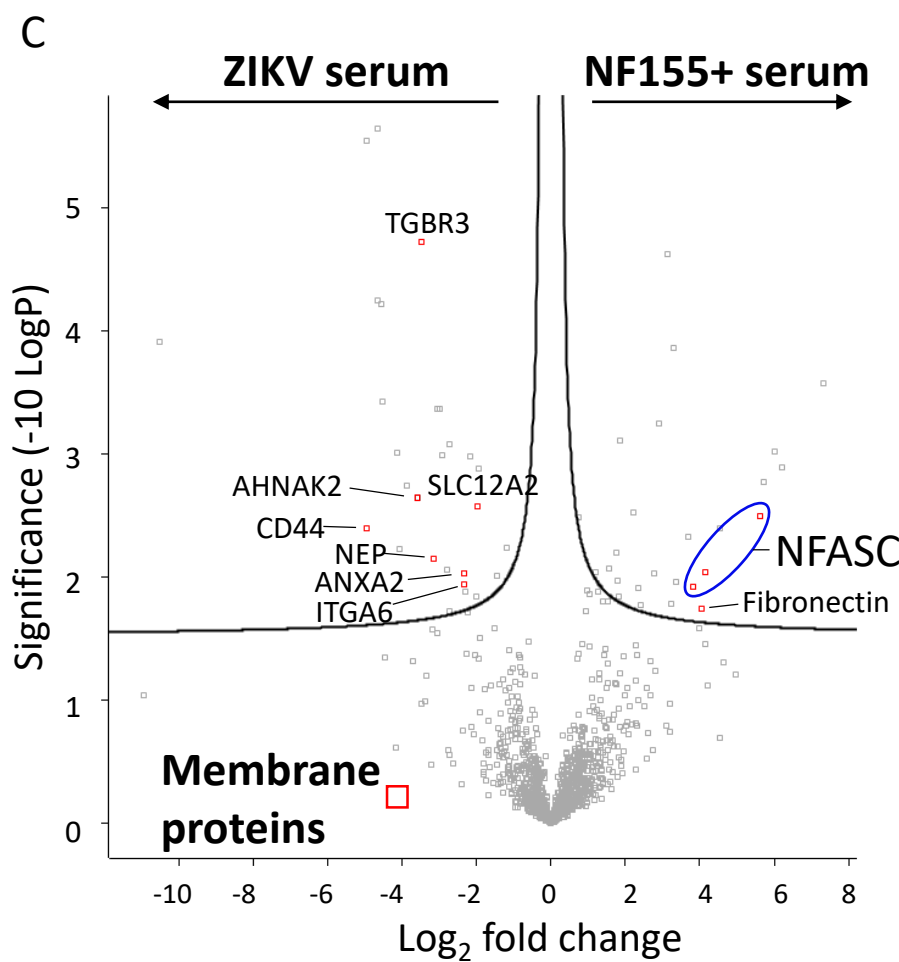 C
ZIKV serum
NF155+ serum
TGBR3
AHNAK2
SLC12A2
CD44
NEP
ANXA2
ITGA6
NFASC
Fibronectin
Membrane
proteins
Significance (-10 LogP)
5
4
3
2
1
0
-10 -8 -6 -4 -2 0 2 4 6 8
Log₂ fold change